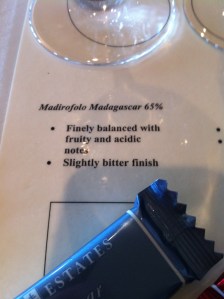 Madirofolo Madagascar 65%
• Finely balanced with
fruity and acidic
notes
• Slightly bitter finish
ESTATES